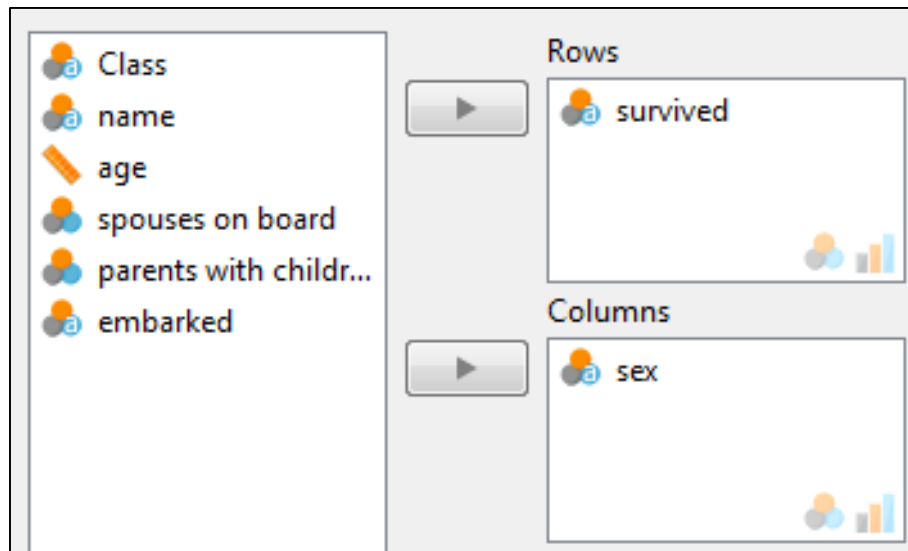 Class
name
age
spouses on board
parents with childr...
embarked
Rows
survived
Columns
sex